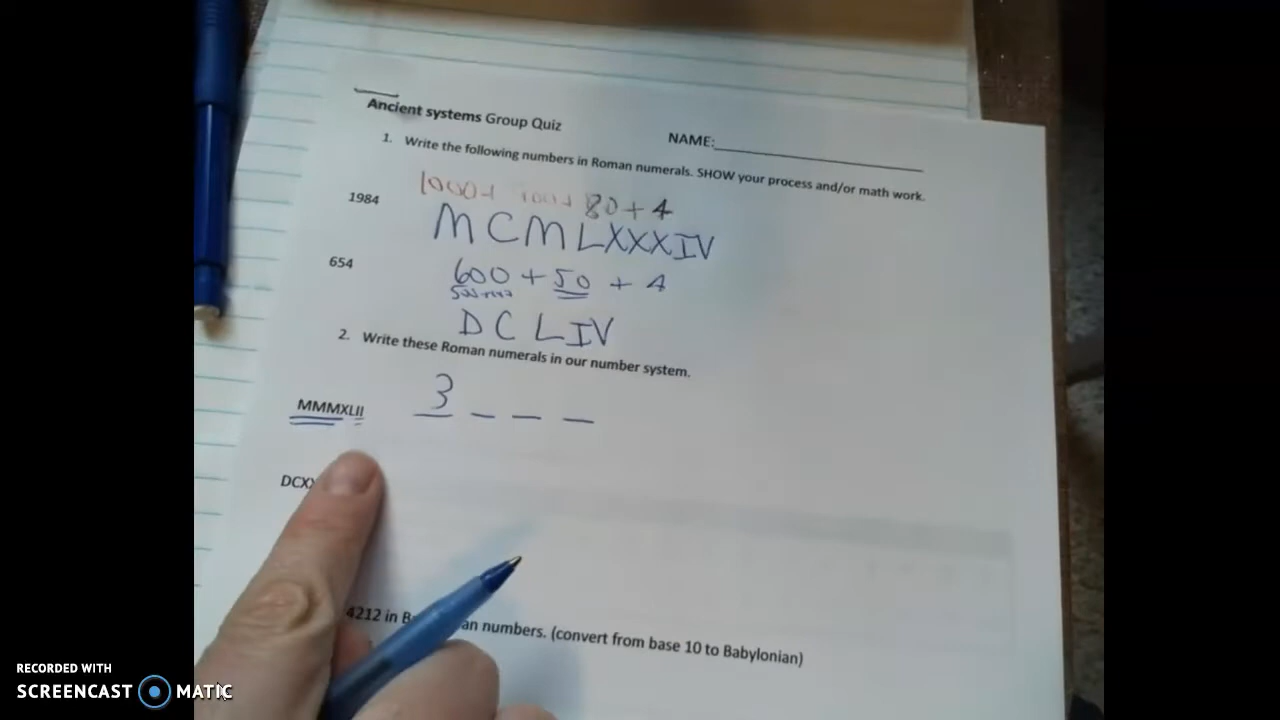 Ancient systems Group Quiz
NAME:
1. Write the following numbers in Roman numerals. SHOW your process and/or math work.
1000+ 900+ 80+4
1984
MCMLXXXIV
654
600 + 50 + 4
DCLIV
2. Write these Roman numerals in our number system.
3 _ _ _
MMMXLII
4212 in numbers. (convert from base 10 to Babylonian)
RECORDED WITH
SCREENCAST MATIC